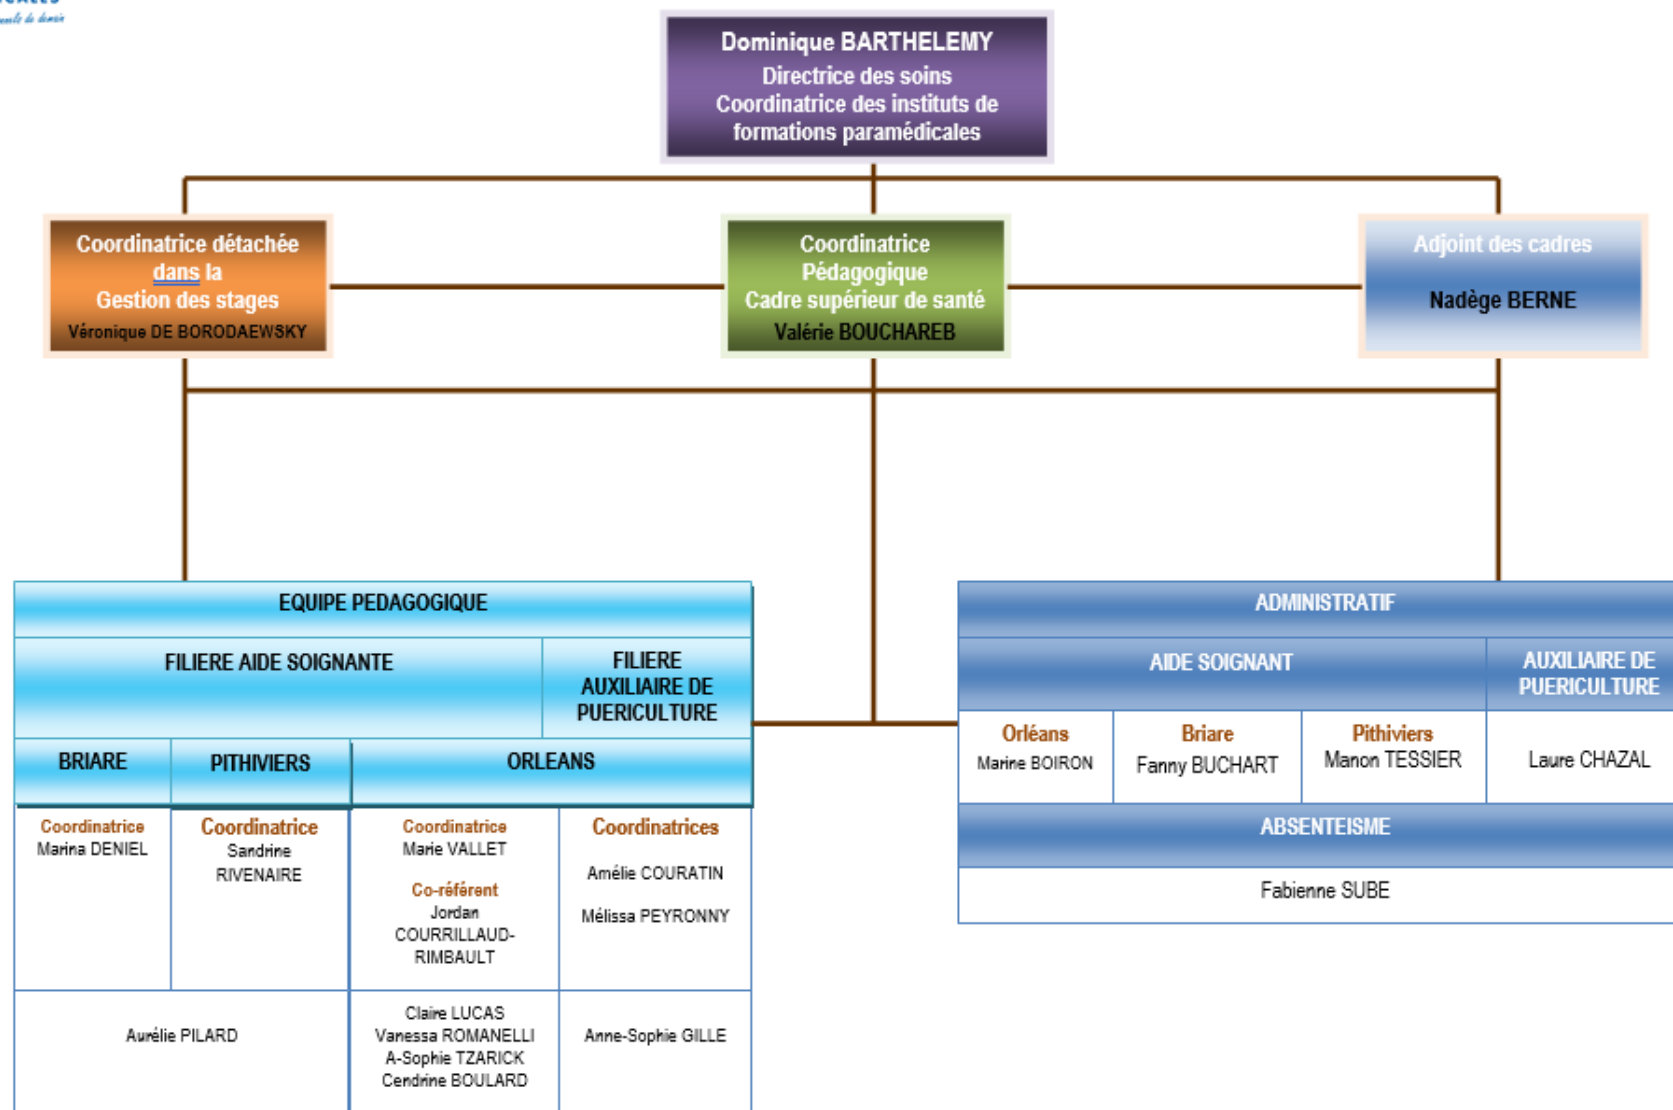 Dominique BARTHELEMY
Directrice des soins
Coordinatrice des instituts de
formations paramédicales
Coordinatrice détachée
dans la
Gestion des stages
Véronique DE BORODAEWSKY
Coordinatrice
Pédagogique
Cadre supérieur de santé
Valérie BOUCHAREB
Adjoint des cadres
Nadège BERNE
EQUIPE PEDAGOGIQUE
FILIERE AIDE SOIGNANTE
FILIERE
AUXILIAIRE DE
PUERICULTURE
BRIARE
PITHIVIERS
ORLEANS
Coordinatrice
Marina DENIEL
Coordinatrice
Sandrine
RIVENAIRE
Coordinatrice
Marie VALLET
Co-référent
Jordan
COURRILLAUD-
RIMBAULT
Coordinatrices
Amélie COURATIN
Mélissa PEYRONNY
Aurélie PILARD
Claire LUCAS
Vanessa ROMANELLI
A-Sophie TZARICK
Cendrine BOULARD
Anne-Sophie GILLE
ADMINISTRATIF
AIDE SOIGNANT
AUXILIAIRE DE
PUERICULTURE
Orléans
Marine BOIRON
Briare
Fanny BUCHART
Pithiviers
Manon TESSIER
Laure CHAZAL
ABSENTEISME
Fabienne SUBE